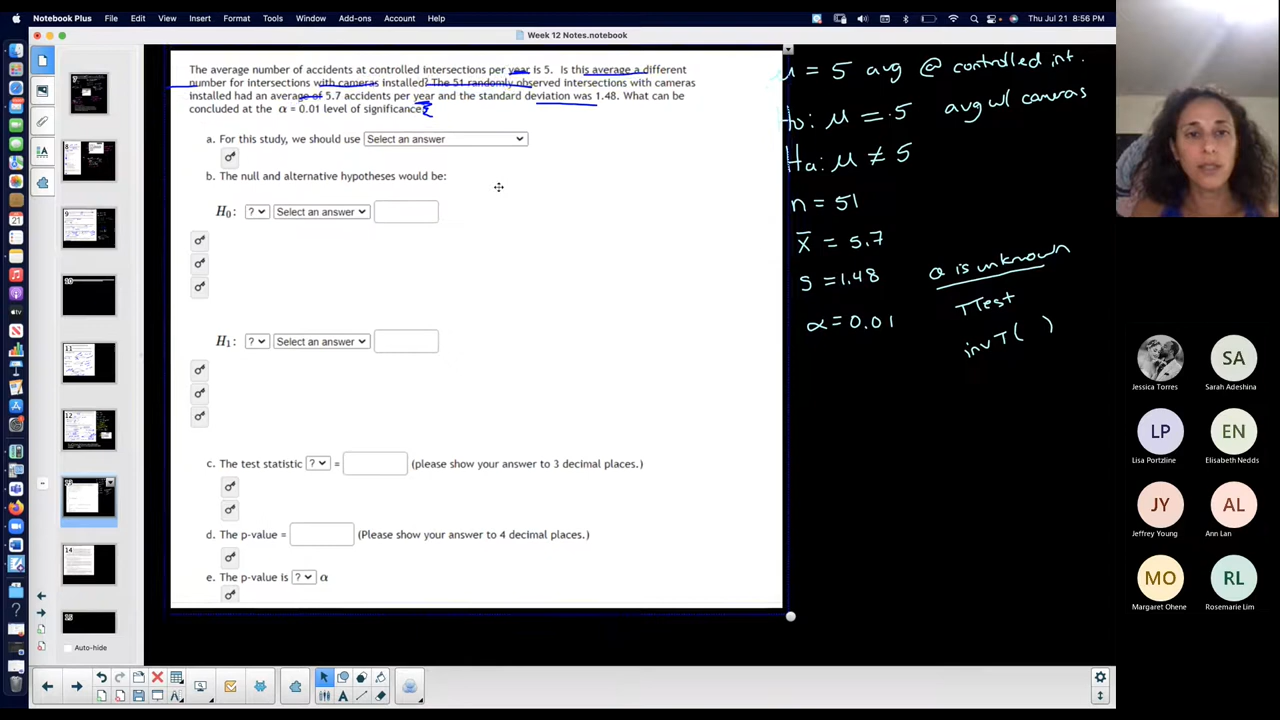 Notebook Plus File Edit View Insert Format Tools Window Add-ons Account Help Thu Jul 21 8:56 PM
Week 12 Notes.notebook
The average number of accidents at controlled intersections per year is 5. Is this average a different
number for intersections with cameras installed? The 51 randomly observed intersections with cameras
installed had an average of 5.7 accidents per year and the standard deviation was 1.48. What can be
concluded at the α = 0.01 level of significance?
a. For this study, we should use Select an answer
b. The null and alternative hypotheses would be:
H0: ? Select an answer
H1: ? Select an answer
c. The test statistic ? = (please show your answer to 3 decimal places.)
d. The p-value = (Please show your answer to 4 decimal places.)
e. The p-value is ? α
μ = 5 avg @ controlled int.
Ho: μ = 5 avg w/ cameras
Ha: μ ≠ 5
n = 51
x̄ = 5.7
s = 1.48
σ is unknown
α = 0.01
TTest
invT( )
8
9
10
11
12
14
15
Auto-hide
Jessica Torres
SA
Sarah Adeshina
LP
Lisa Portzline
EN
Elisabeth Nedds
JY
Jeffrey Young
AL
Ann Lan
MO
Margaret Ohene
RL
Rosemarie Lim